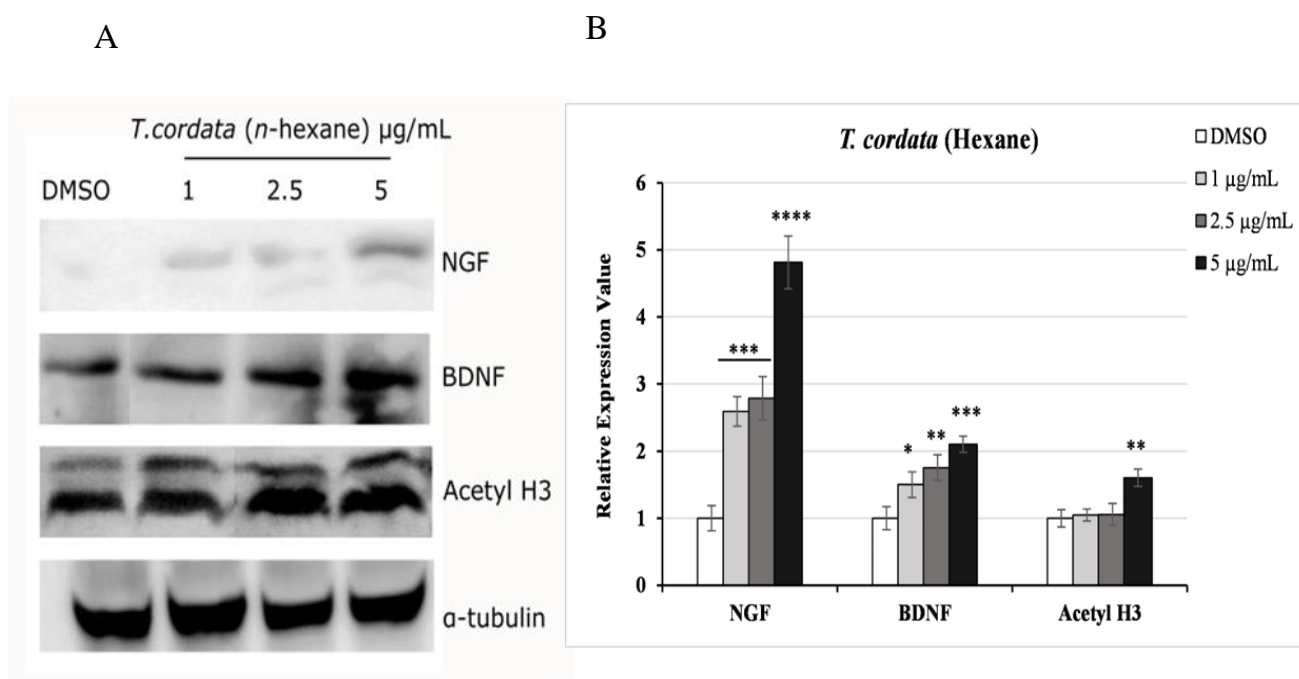 A
B
T.cordata (n-hexane) µg/mL
DMSO 1 2.5 5
NGF
BDNF
Acetyl H3
α-tubulin
T. cordata (Hexane)
DMSO
1 µg/mL
2.5 µg/mL
5 µg/mL
Relative Expression Value
6
5
4
3
2
1
0
****
***
* ** ***
**
NGF BDNF Acetyl H3